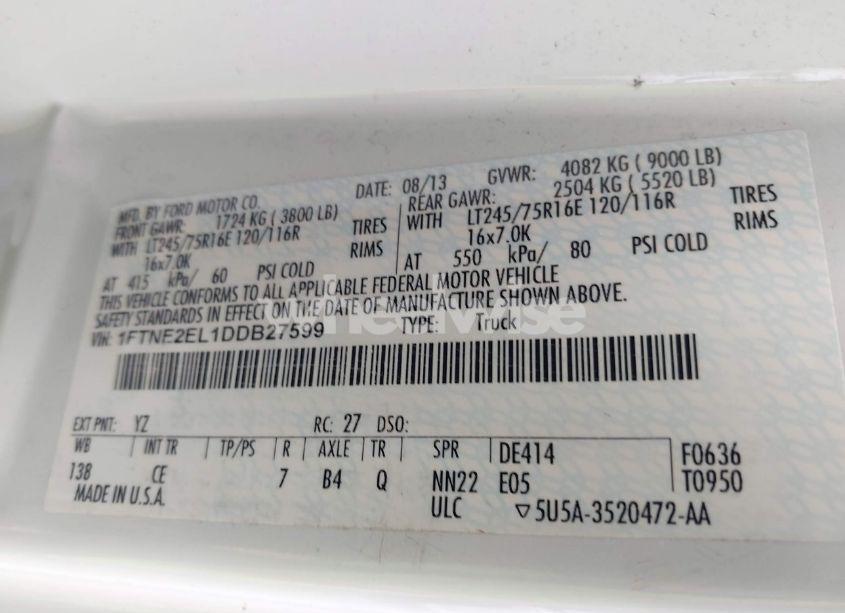 MFD. BY FORD MOTOR CO. DATE: 08/13 GVWR: 4082 KG ( 9000 LB)
FRONT GAWR: 1724 KG ( 3800 LB) REAR GAWR: 2504 KG ( 5520 LB)
WITH LT245/75R16E 120/116R TIRES WITH LT245/75R16E 120/116R TIRES
16x7.0K RIMS 16x7.0K RIMS
AT 415 kPa/ 60 PSI COLD AT 550 kPa/ 80 PSI COLD
THIS VEHICLE CONFORMS TO ALL APPLICABLE FEDERAL MOTOR VEHICLE
SAFETY STANDARDS IN EFFECT ON THE DATE OF MANUFACTURE SHOWN ABOVE.
VIN: 1FTNE2EL1DDB27599 TYPE: Truck
EXT PNT: YZ RC: 27 DSO:
WB INT TR TP/PS R AXLE TR SPR DE414 F0636
138 CE 7 B4 Q NN22 E05 T0950
MADE IN U.S.A. ULC ▽5U5A-3520472-AA